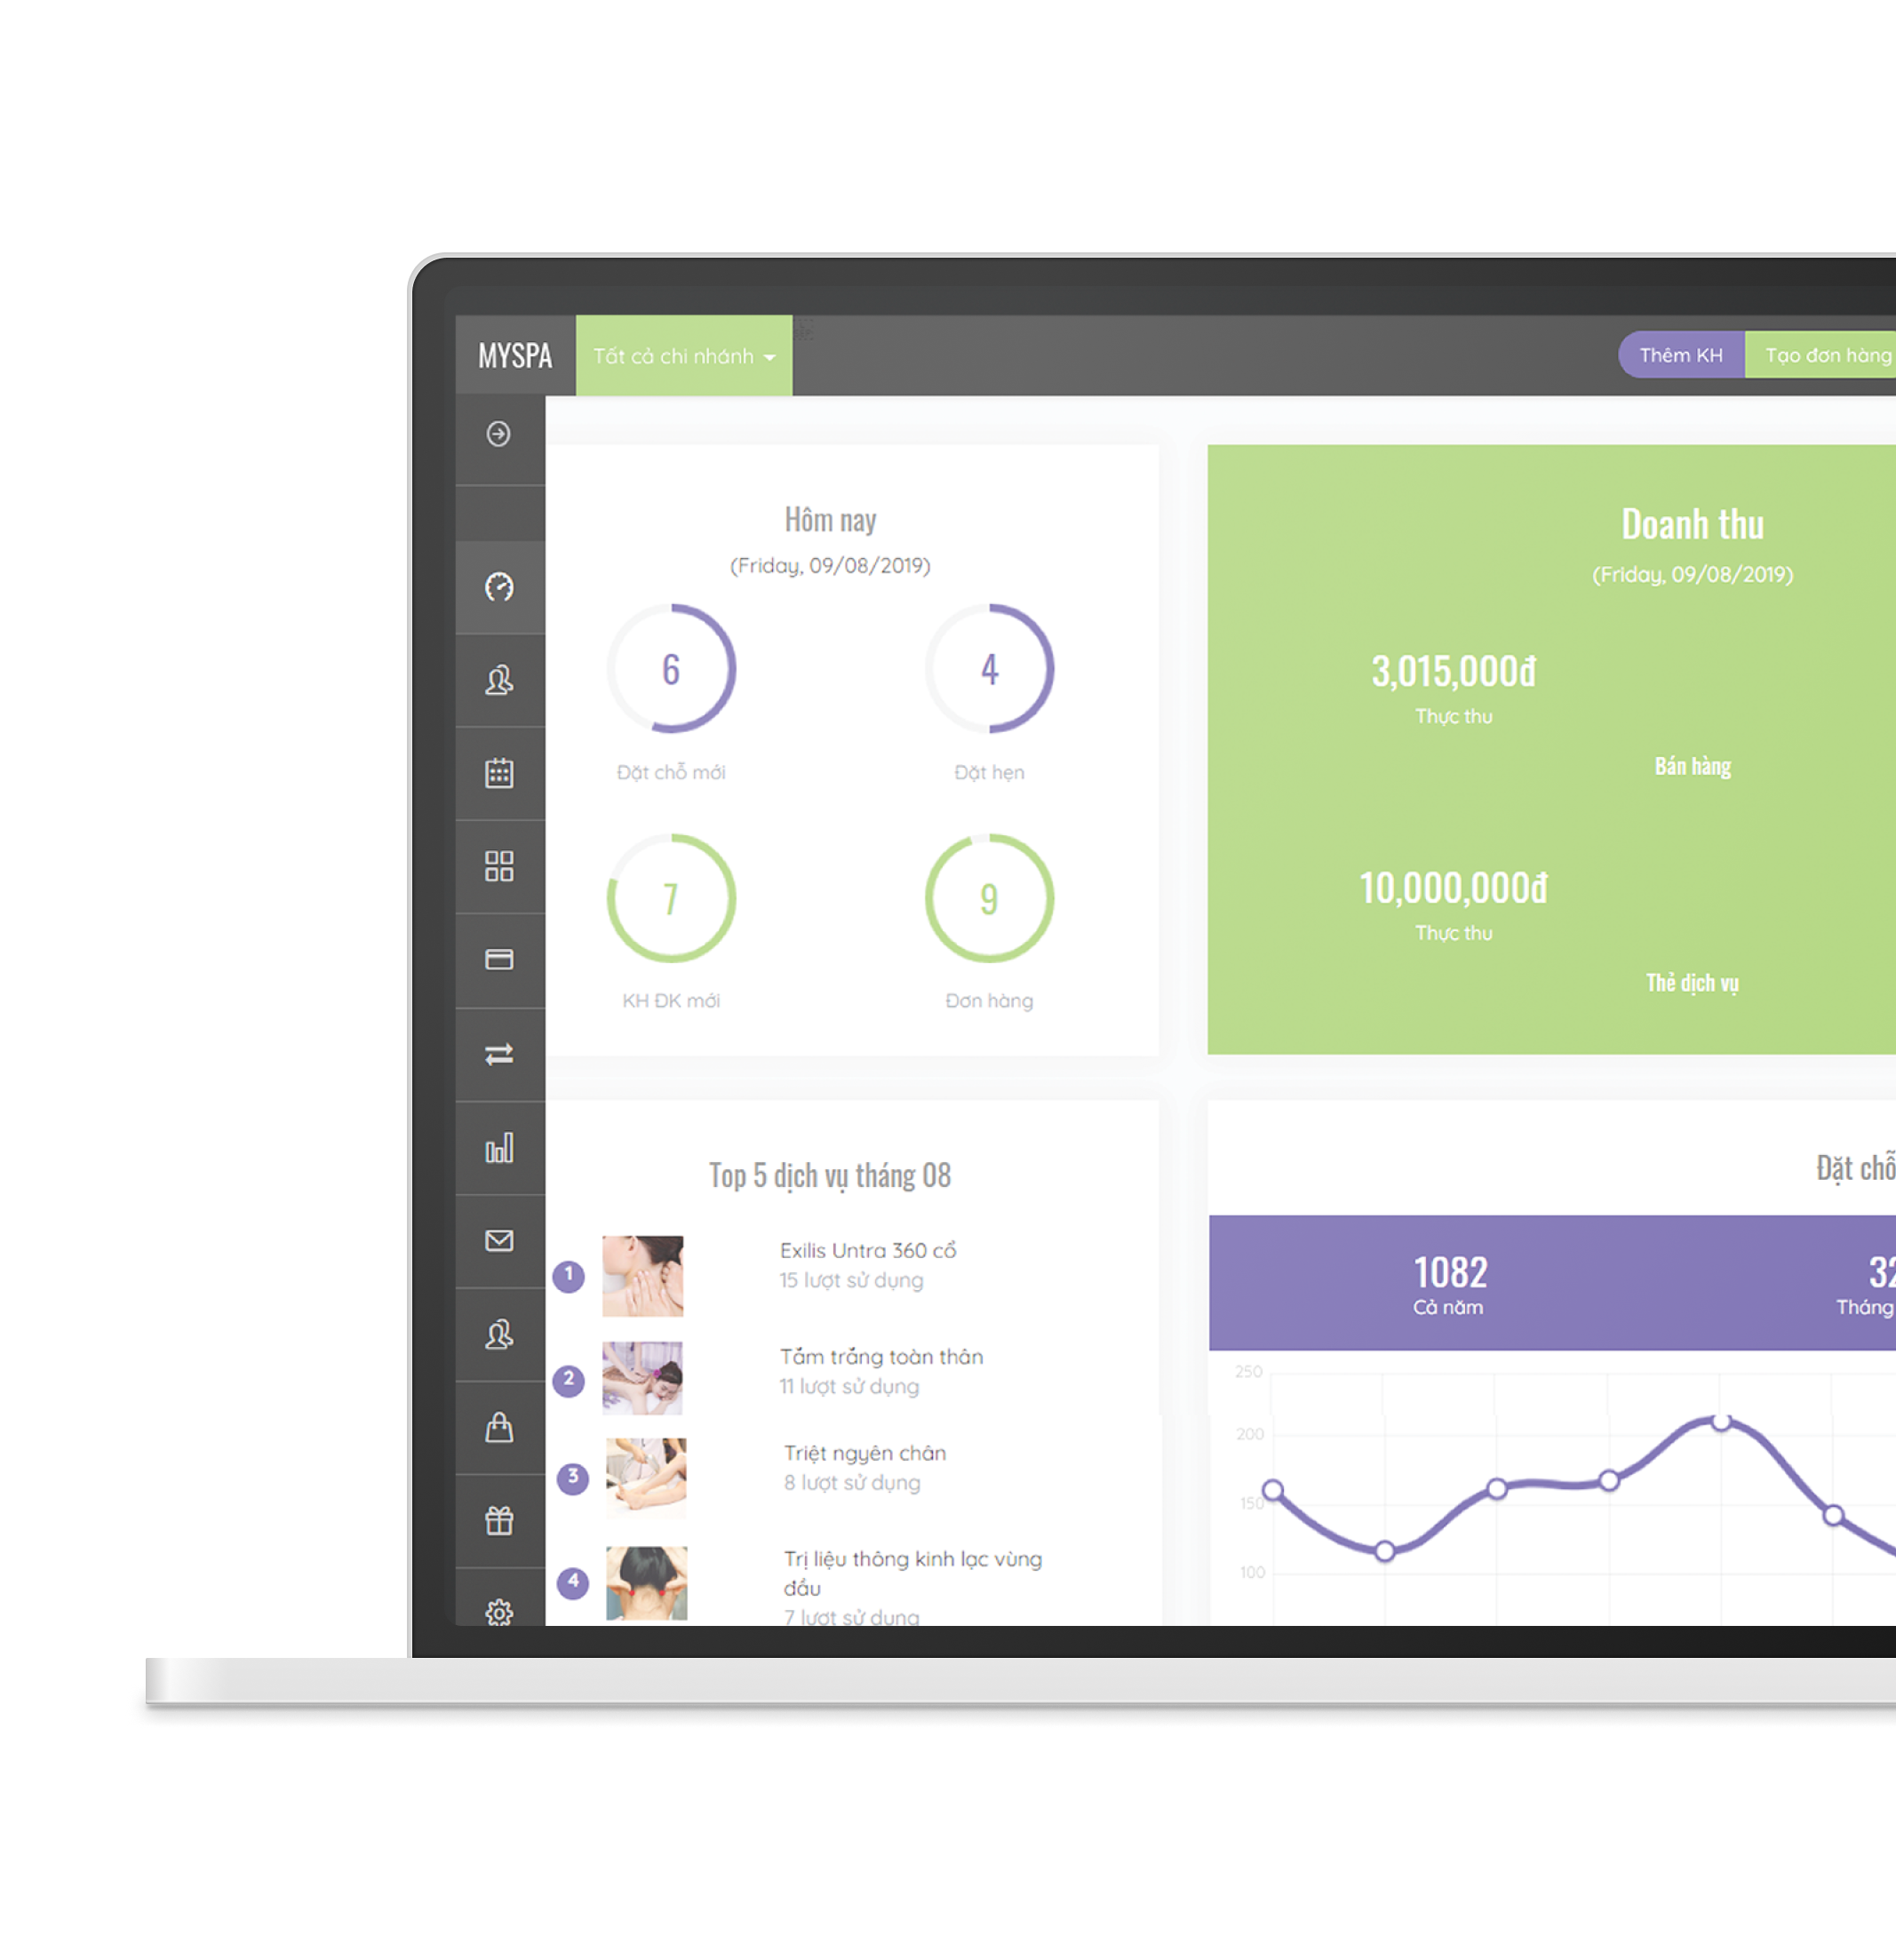 MYSPA
Tất cả chi nhánh
Thêm KH
Tạo đơn hàng
Hôm nay
(Friday, 09/08/2019)
6
4
Đặt chỗ mới
Đặt hẹn
7
9
KH ĐK mới
Đơn hàng
Doanh thu
(Friday, 09/08/2019)
3,015,000đ
Thực thu
Bán hàng
10,000,000đ
Thực thu
Thẻ dịch vụ
Top 5 dịch vụ tháng 08
1
Exilis Untra 360 cổ
15 lượt sử dụng
2
Tắm trắng toàn thân
11 lượt sử dụng
3
Triệt nguyên chân
8 lượt sử dụng
4
Trị liệu thông kinh lạc vùng
đầu
7 lượt sử dụng
Đặt chỗ
1082
Cả năm
32
Tháng
250
200
150
100